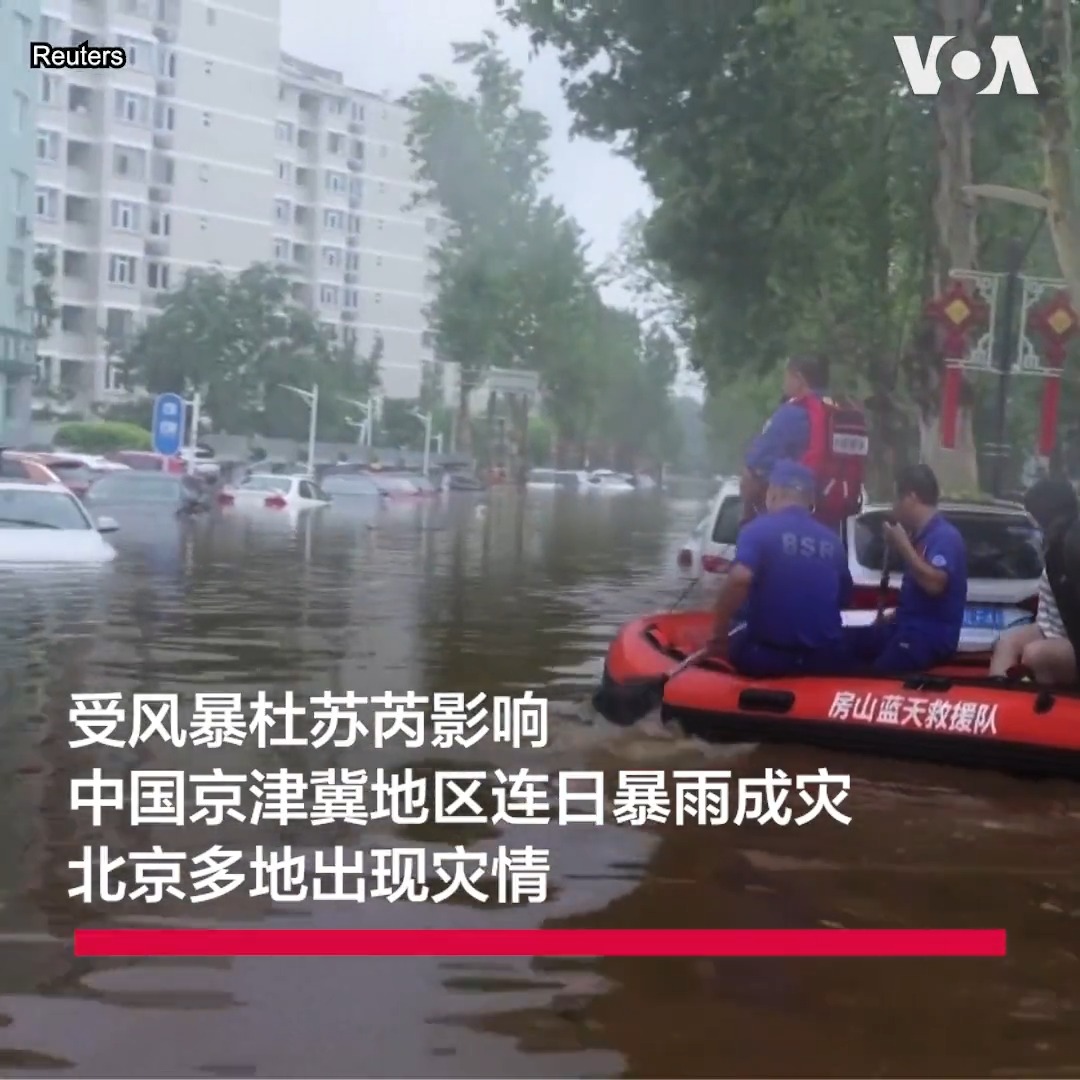 Reuters
VOA
BSR
房山蓝天救援队
受风暴杜苏芮影响
中国京津冀地区连日暴雨成灾
北京多地出现灾情